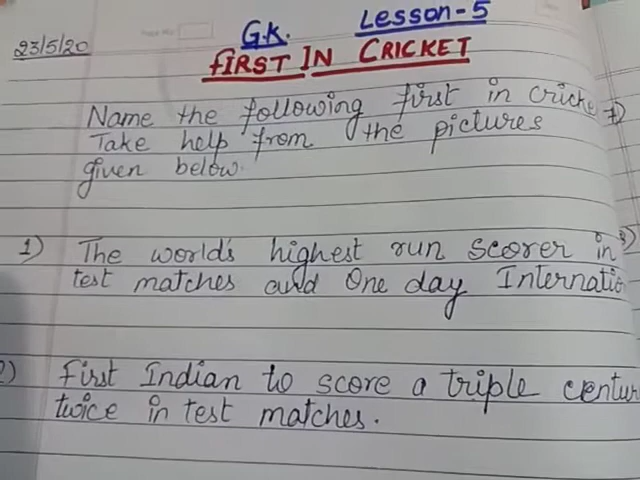 23/5/20
G.K. Lesson-5
FIRST IN CRICKET
Name the following first in cricke
Take help from the pictures
given below.
1) The world's highest run scorer in
test matches and One day Internatio
2) First Indian to score a triple centur
twice in test matches.